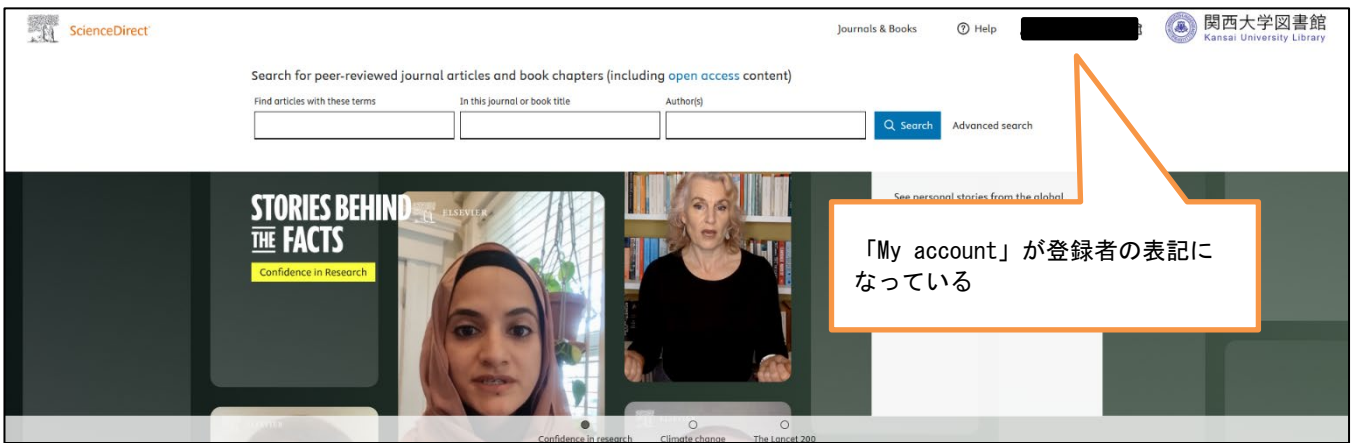 ScienceDirect
Journals & Books
Help
関西大学図書館
Kansai University Library
Search for peer-reviewed journal articles and book chapters (including open access content)
Find articles with these terms
In this journal or book title
Author(s)
Search
Advanced search
STORIES BEHIND
THE FACTS
Confidence in Research
ELSEVIER
See personal stories from the global
「My account」が登録者の表記に
なっている
Confidence in research
Climate change
The Lancet 200